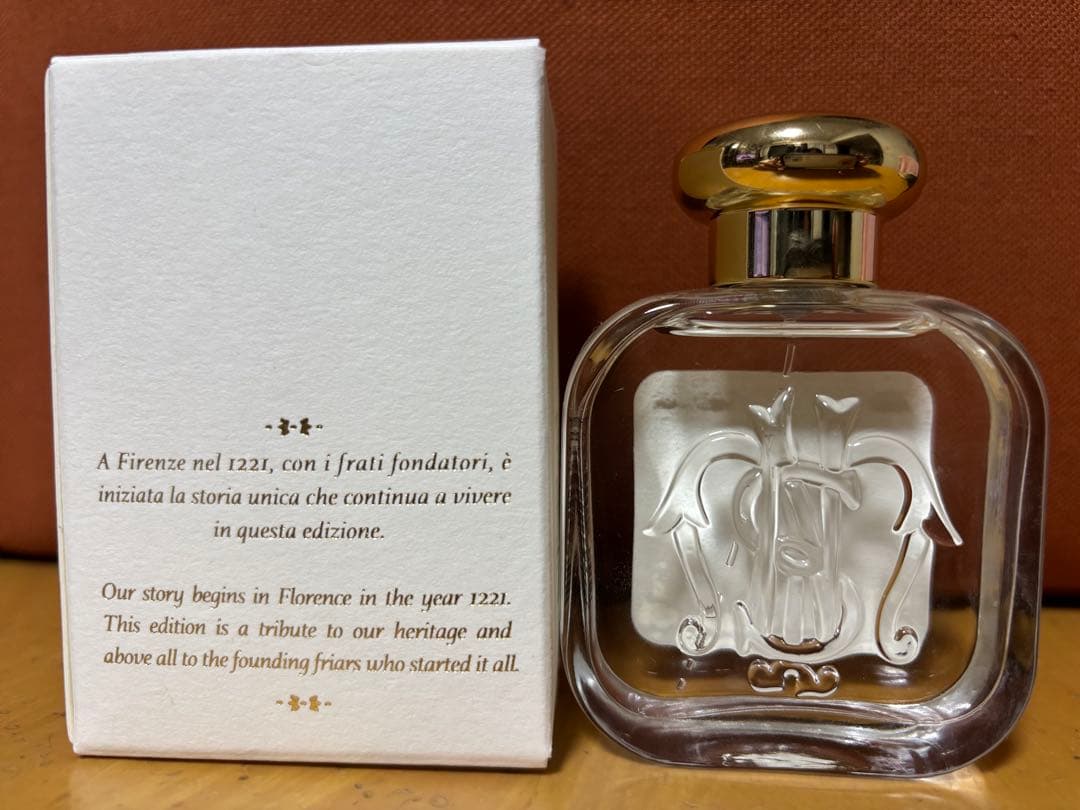 A Firenze nel 1221, con i frati fondatori, è
iniziata la storia unica che continua a vivere
in questa edizione.
Our story begins in Florence in the year 1221.
This edition is a tribute to our heritage and
above all to the founding friars who started it all.